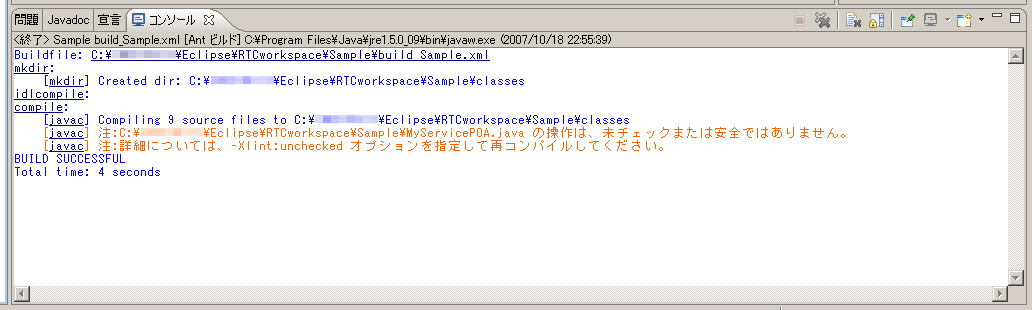 問題 Javadoc 宣言 コンソール
<終了> Sample build_Sample.xml [Ant ビルド] C:¥Program Files¥Java¥jre1.5.0_09¥bin¥javaw.exe (2007/10/18 22:55:39)
Buildfile: C:¥ ¥Eclipse¥RTCworkspace¥Sample¥build_Sample.xml
mkdir:
[mkdir] Created dir: C:¥ ¥Eclipse¥RTCworkspace¥Sample¥classes
idlcompile:
compile:
[javac] Compiling 9 source files to C:¥ ¥Eclipse¥RTCworkspace¥Sample¥classes
[javac] 注:C:¥ ¥Eclipse¥RTCworkspace¥Sample¥MyServicePOA.java の操作は、未チェックまたは安全ではありません。
[javac] 注:詳細については、-Xlint:unchecked オプションを指定して再コンパイルしてください。
BUILD SUCCESSFUL
Total time: 4 seconds